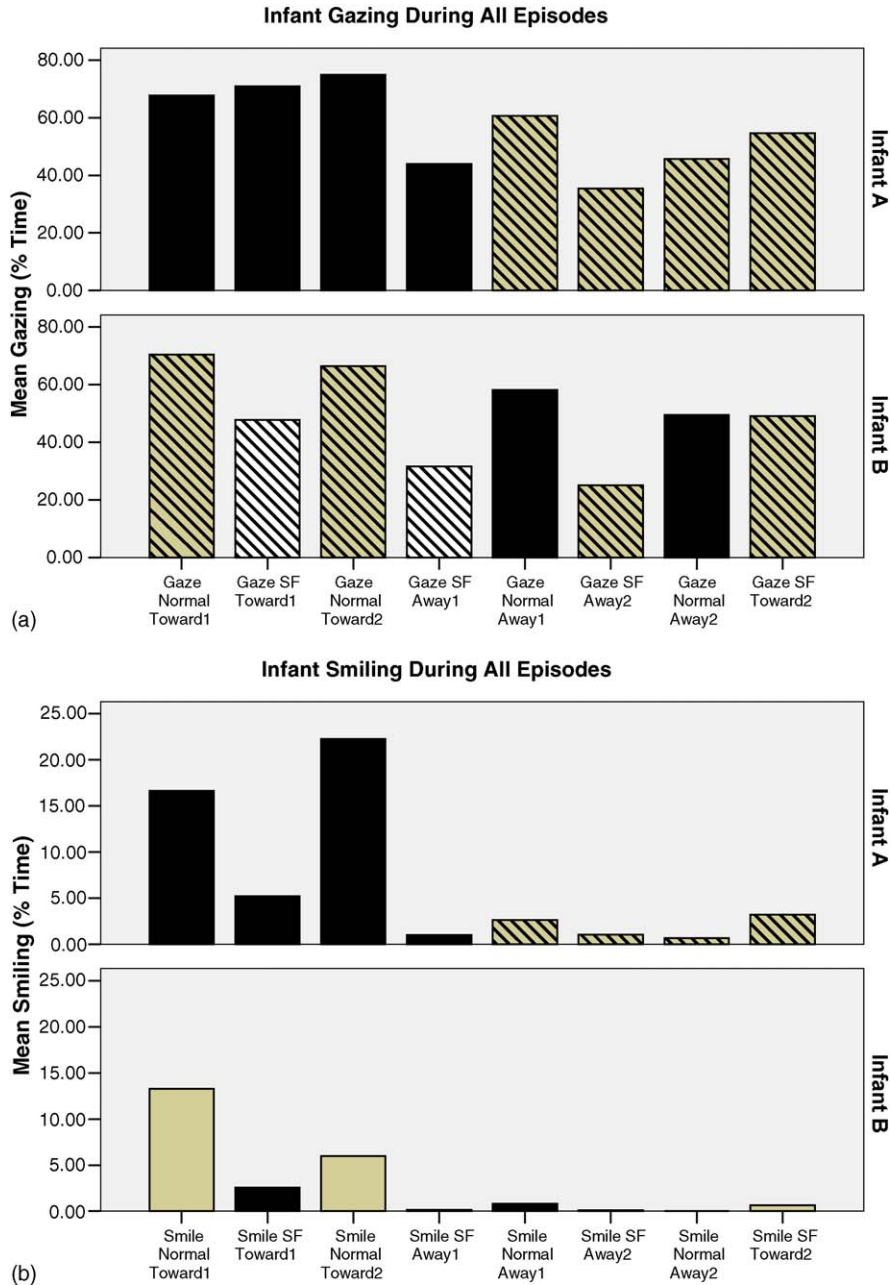 Infant Gazing During All Episodes
80.00
60.00
40.00
20.00
0.00
Infant A
Mean Gazing (% Time)
80.00
60.00
40.00
20.00
0.00
Infant B
Gaze Normal Toward1
Gaze SF Toward1
Gaze Normal Toward2
Gaze SF Away1
Gaze Normal Away1
Gaze SF Away2
Gaze Normal Away2
Gaze SF Toward2
(a)
Infant Smiling During All Episodes
25.00
20.00
15.00
10.00
5.00
0.00
Infant A
Mean Smiling (% Time)
25.00
20.00
15.00
10.00
5.00
0.00
Infant B
Smile Normal Toward1
Smile SF Toward1
Smile Normal Toward2
Smile SF Away1
Smile Normal Away1
Smile SF Away2
Smile Normal Away2
Smile SF Toward2
(b)